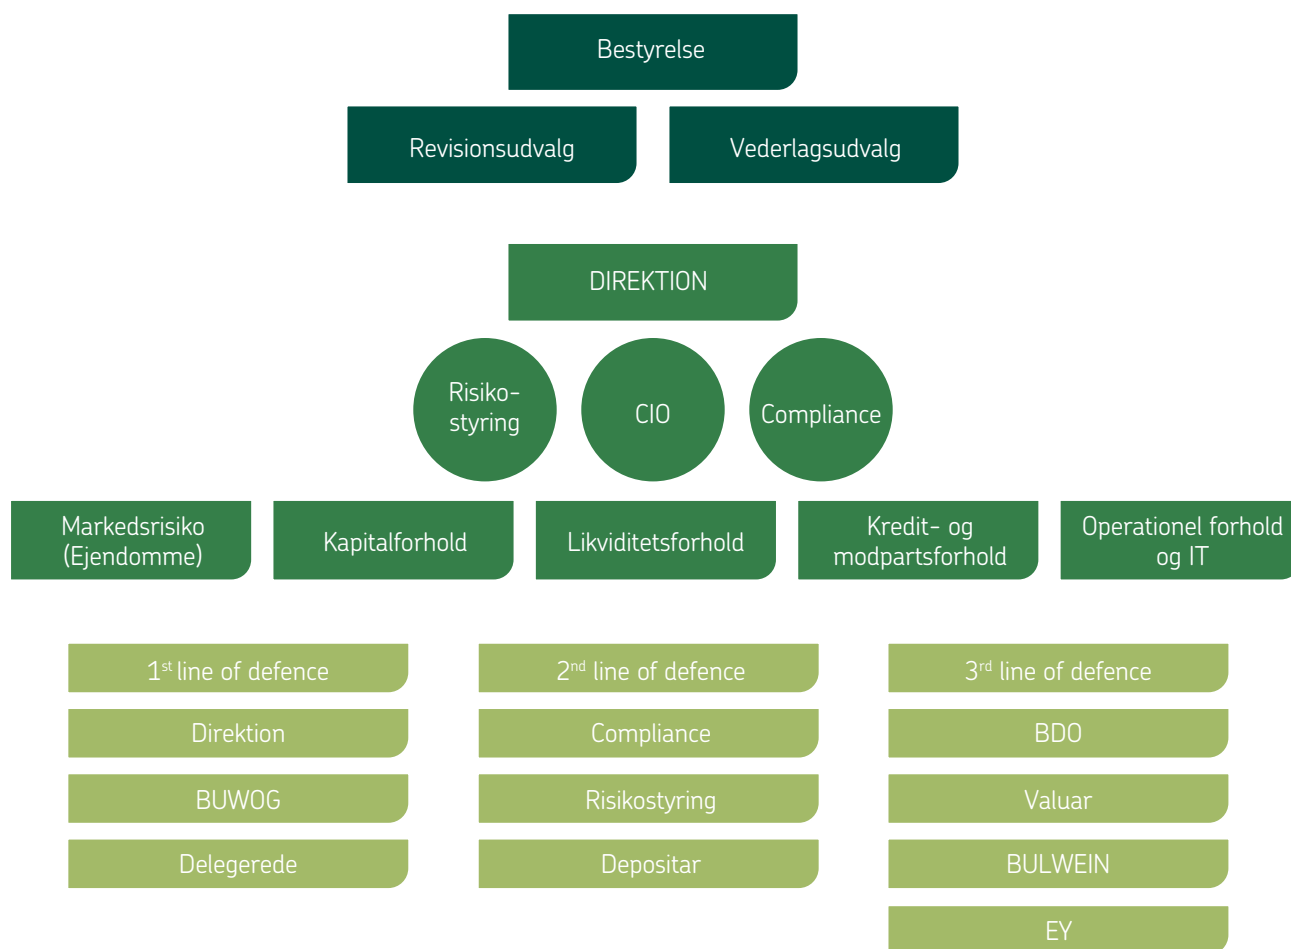 Bestyrelse
Revisionsudvalg
Vederlagsudvalg
DIREKTION
Risiko-
styring
CIO
Compliance
Markedsrisiko
(Ejendomme)
Kapitalforhold
Likviditetsforhold
Kredit- og
modpartsforhold
Operationel forhold
og IT
1st line of defence
Direktion
BUWOG
Delegerede
2nd line of defence
Compliance
Risikostyring
Depositar
3rd line of defence
BDO
Valuar
BULWEIN
EY